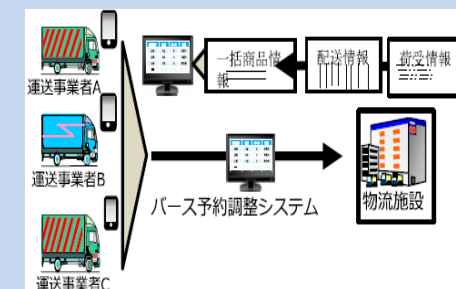 運送事業者A
運送事業者B
運送事業者C
一括商品情
報
配送情報
荷受情報
バース予約調整システム
物流施設